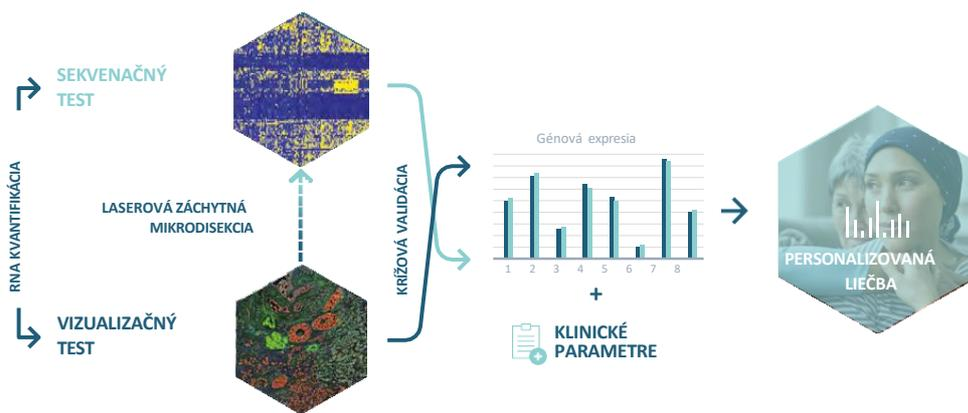 SEKVENAČNÝ
TEST
RNA KVANTIFIKÁCIA
LASEROVÁ ZÁCHYTNÁ
MIKRODISEKCIA
VIZUALIZAČNÝ
TEST
KRÍŽOVÁ VALIDÁCIA
Génová expresia
1 2 3 4 5 6 7 8
+
KLINICKÉ
PARAMETRE
PERSONALIZOVANÁ
LIEČBA